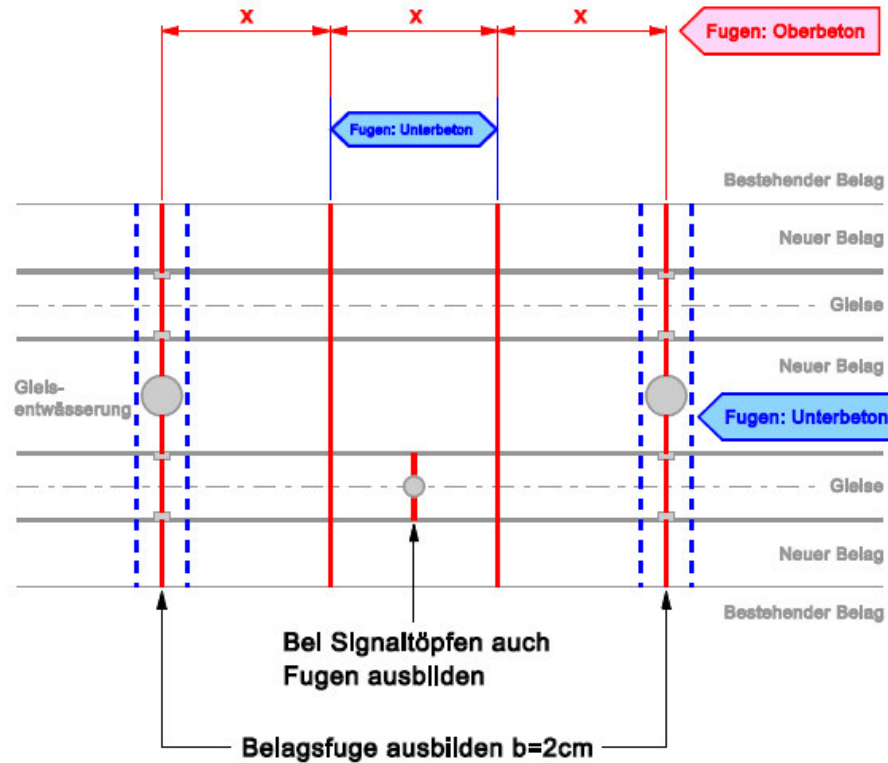 x x x
Fugen: Oberbeton
Fugen: Unterbeton
Bestehender Belag
Neuer Belag
Gleise
Neuer Belag
Gleis-
entwässerung
Fugen: Unterbeton
Gleise
Neuer Belag
Bestehender Belag
Bei Signaltöpfen auch
Fugen ausbilden
Belagsfuge ausbilden b=2cm